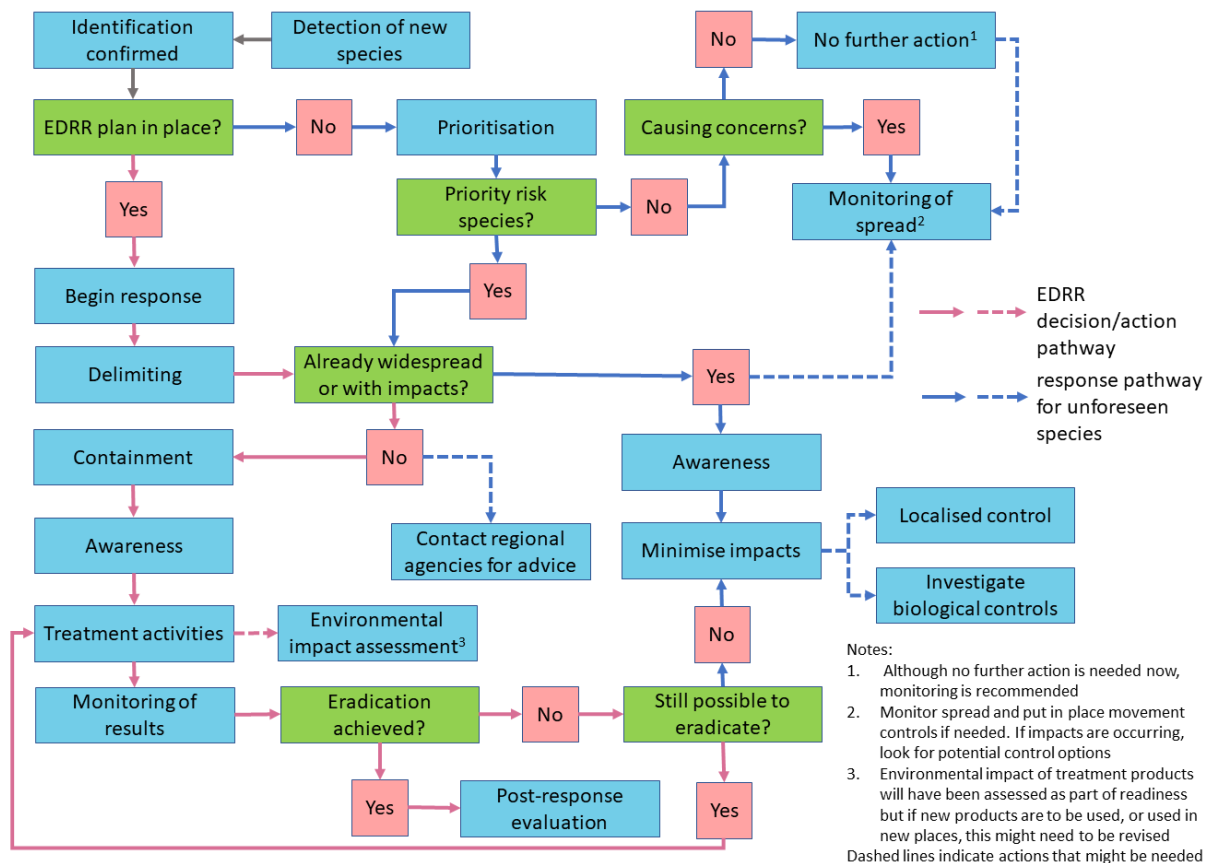 Identification
confirmed
Detection of new
species
No
No further action1
EDRR plan in place?
No
Prioritisation
Causing concerns?
Yes
Yes
Priority risk
species?
No
Monitoring of
spread2
Begin response
Yes
EDRR
decision/action
pathway
response pathway
for unforeseen
species
Delimiting
Already widespread
or with impacts?
Yes
Containment
No
Awareness
Awareness
Contact regional
agencies for advice
Minimise impacts
Localised control
Investigate
biological controls
Treatment activities
Environmental
impact assessment3
No
Monitoring of
results
Eradication
achieved?
No
Still possible to
eradicate?
Yes
Post-response
evaluation
Yes
Notes:
1. Although no further action is needed now,
monitoring is recommended
2. Monitor spread and put in place movement
controls if needed. If impacts are occurring,
look for potential control options
3. Environmental impact of treatment products
will have been assessed as part of readiness
but if new products are to be used, or used in
new places, this might need to be revised
Dashed lines indicate actions that might be needed